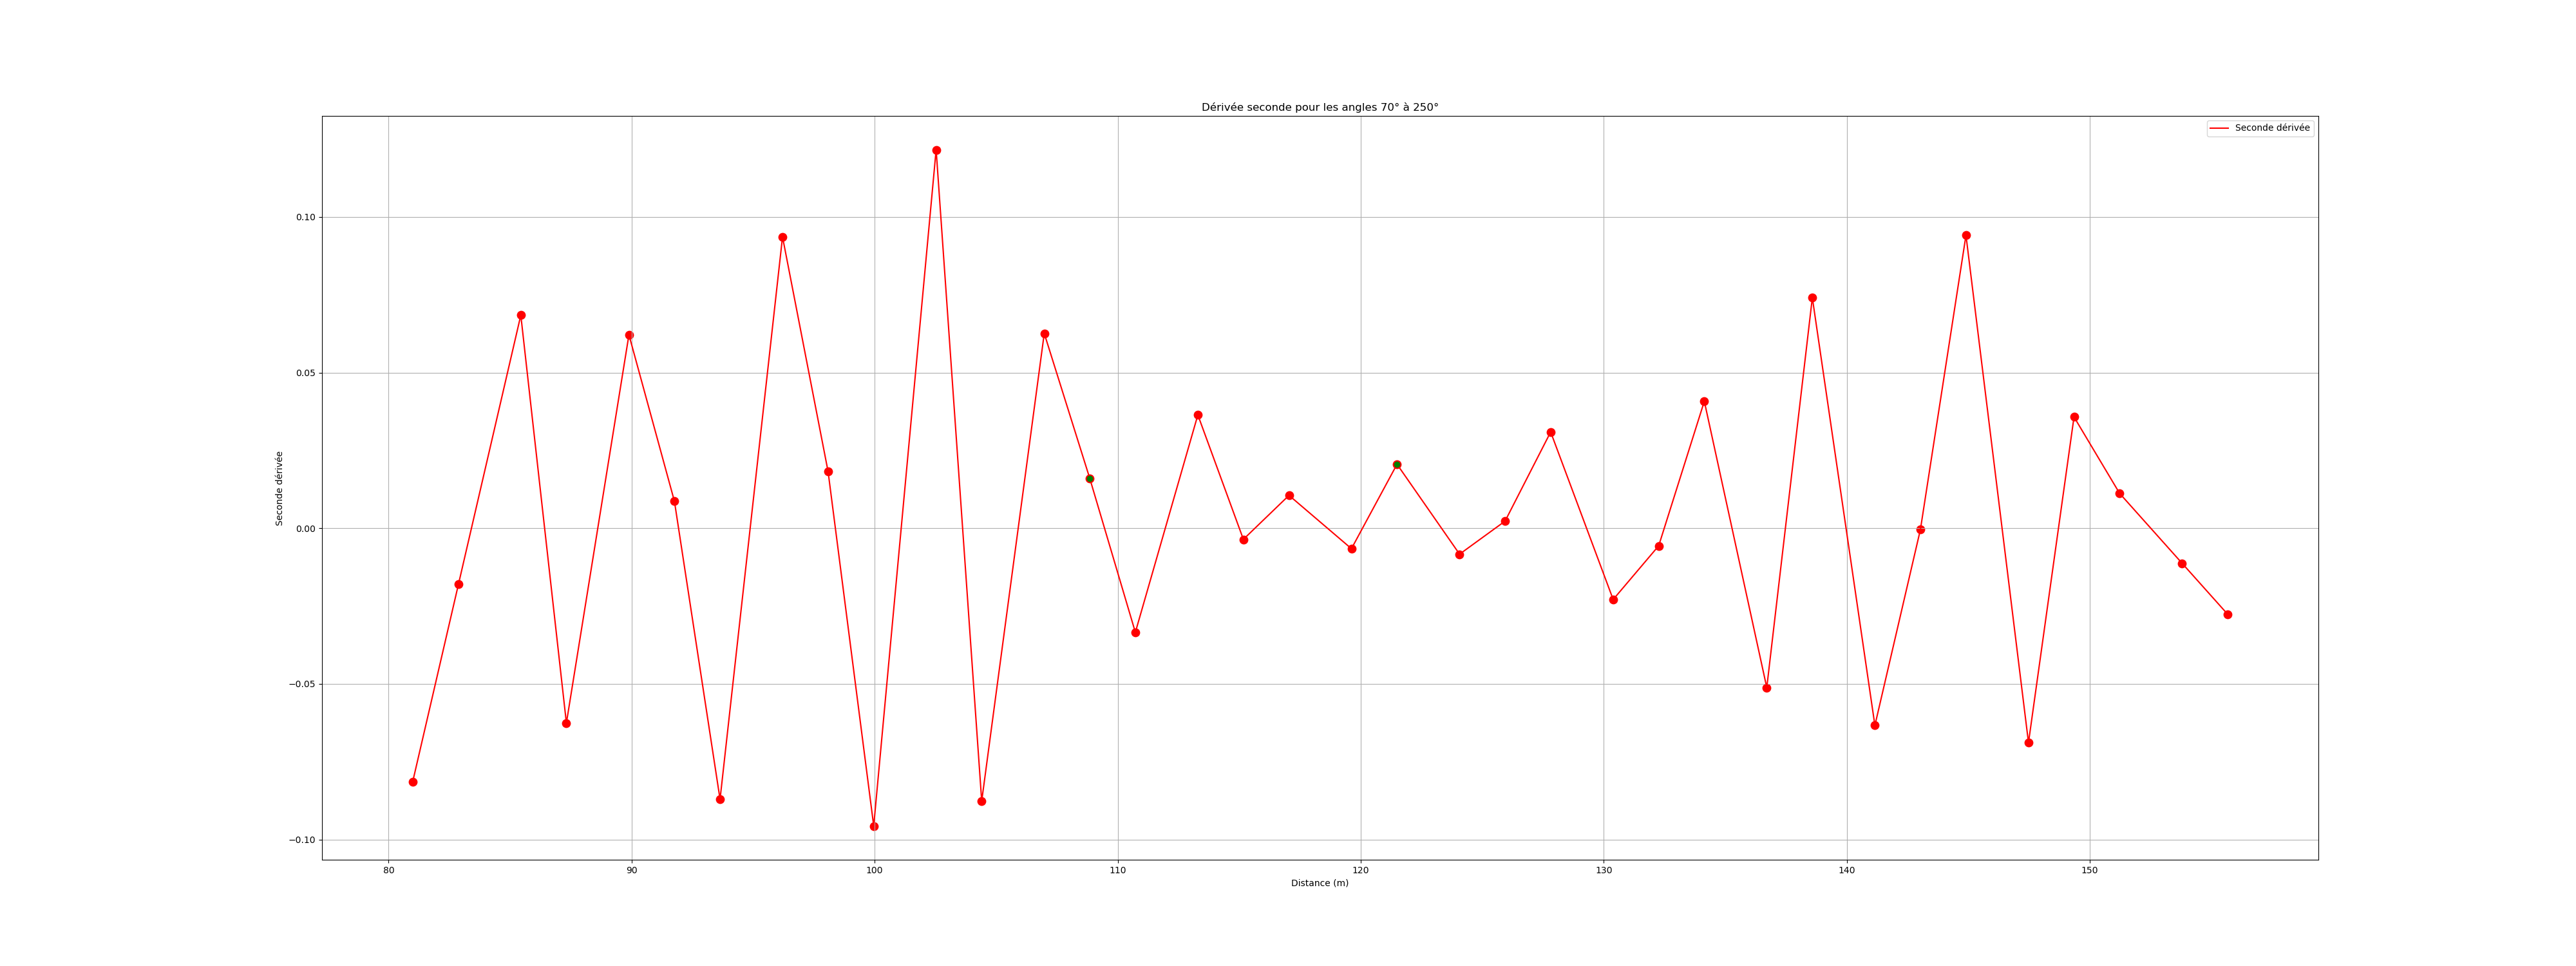 Dérivée seconde pour les angles 70° à 250°
Seconde dérivée
0.10
0.05
0.00
−0.05
−0.10
Seconde dérivée
80 90 100 110 120 130 140 150
Distance (m)